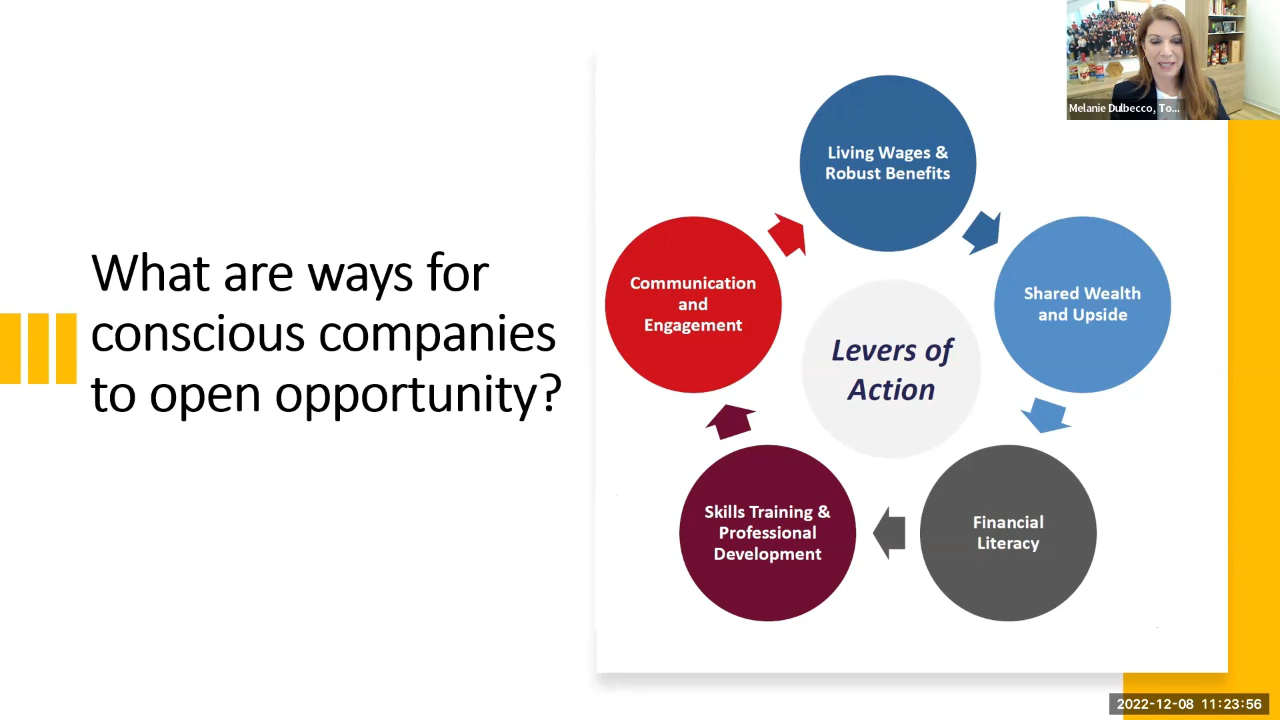 What are ways for
conscious companies
to open opportunity?
Living Wages &
Robust Benefits
Shared Wealth
and Upside
Financial
Literacy
Skills Training &
Professional
Development
Communication
and
Engagement
Levers of
Action
Melanie Dulbecco, To...
2022-12-08 11:23:56